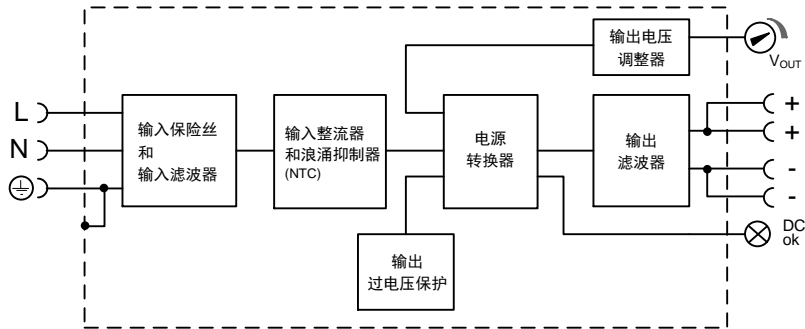 输出电压
调整器
VOUT
L
N
输入保险丝
和
输入滤波器
输入整流器
和浪涌抑制器
(NTC)
电源
转换器
输出
滤波器
+
+
-
-
输出
过电压保护
DC
ok